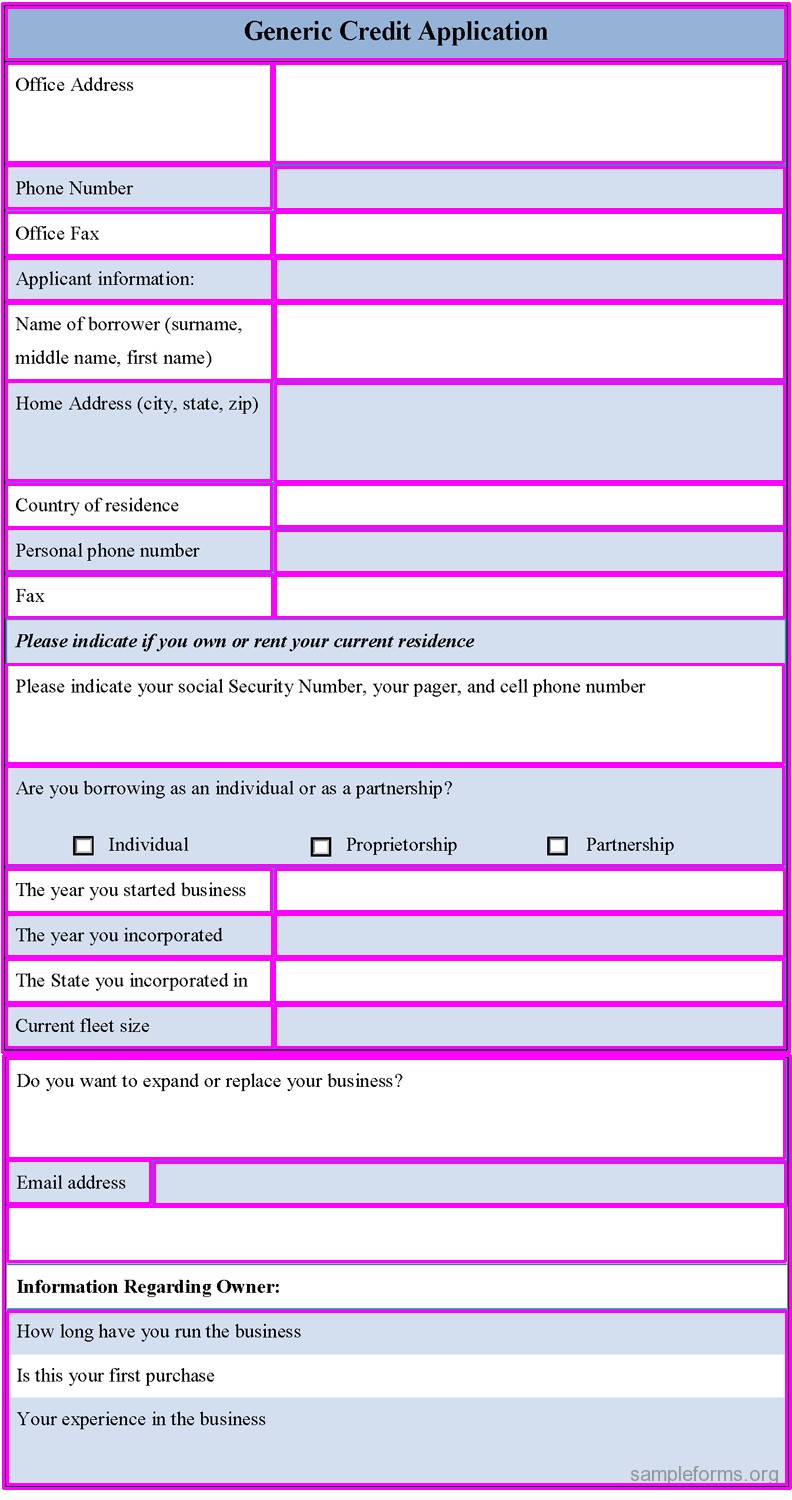 Generic Credit Application
Office Address
Phone Number
Office Fax
Applicant information:
Name of borrower (surname,
middle name, first name)
Home Address (city, state, zip)
Country of residence
Personal phone number
Fax
Please indicate if you own or rent your current residence
Please indicate your social Security Number, your pager, and cell phone number
Are you borrowing as an individual or as a partnership?
Individual Proprietorship Partnership
The year you started business
The year you incorporated
The State you incorporated in
Current fleet size
Do you want to expand or replace your business?
Email address
Information Regarding Owner:
How long have you run the business
Is this your first purchase
Your experience in the business
sampleforms.org